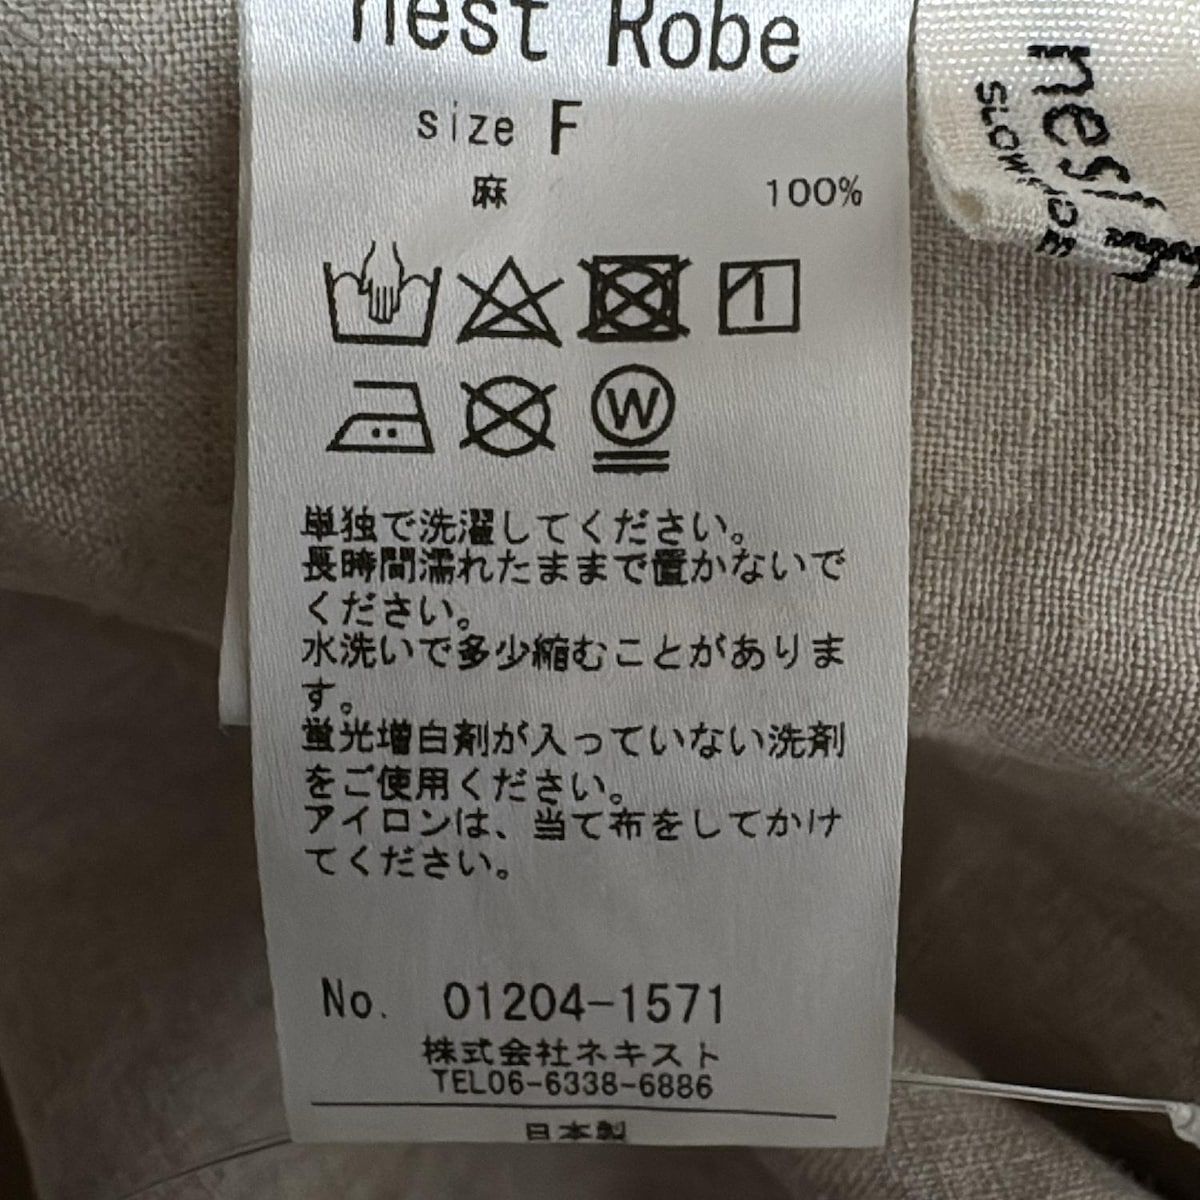 nest Robe
size F
麻 100%
W
単独で洗濯してください。
長時間濡れたままで置かないで
ください。
水洗いで多少縮むことがありま
す。
蛍光増白剤が入っていない洗剤
をご使用ください。
アイロンは、当て布をしてかけ
てください。
No. 01204-1571
株式会社ネキスト
TEL06-6338-6886
日本製
nest
SLOW MADE